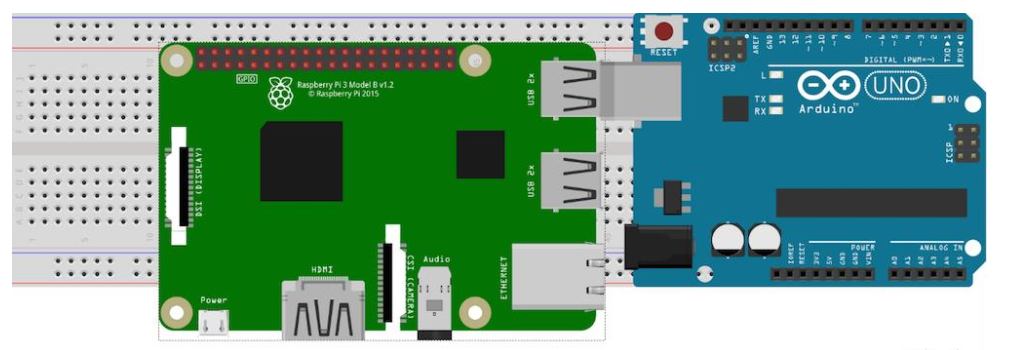 GPIO
Raspberry Pi 3 Model B v1.2
© Raspberry Pi 2015
DSI (DISPLAY)
USB 2x
USB 2x
ETHERNET
Power
HDMI
CSI (CAMERA)
Audio
RESET
ICSP2
AREF
GND
13
12
~11
~10
~9
8
7
~6
~5
4
~3
2
TX0▶1
RX0◀0
DIGITAL (PWM=~)
L
TX
RX
Arduino™
UNO
ON
1
ICSP
POWER
ANALOG IN
IOREF
RESET
3V3
5V
GND
GND
VIN
A0
A1
A2
A3
A4
A5